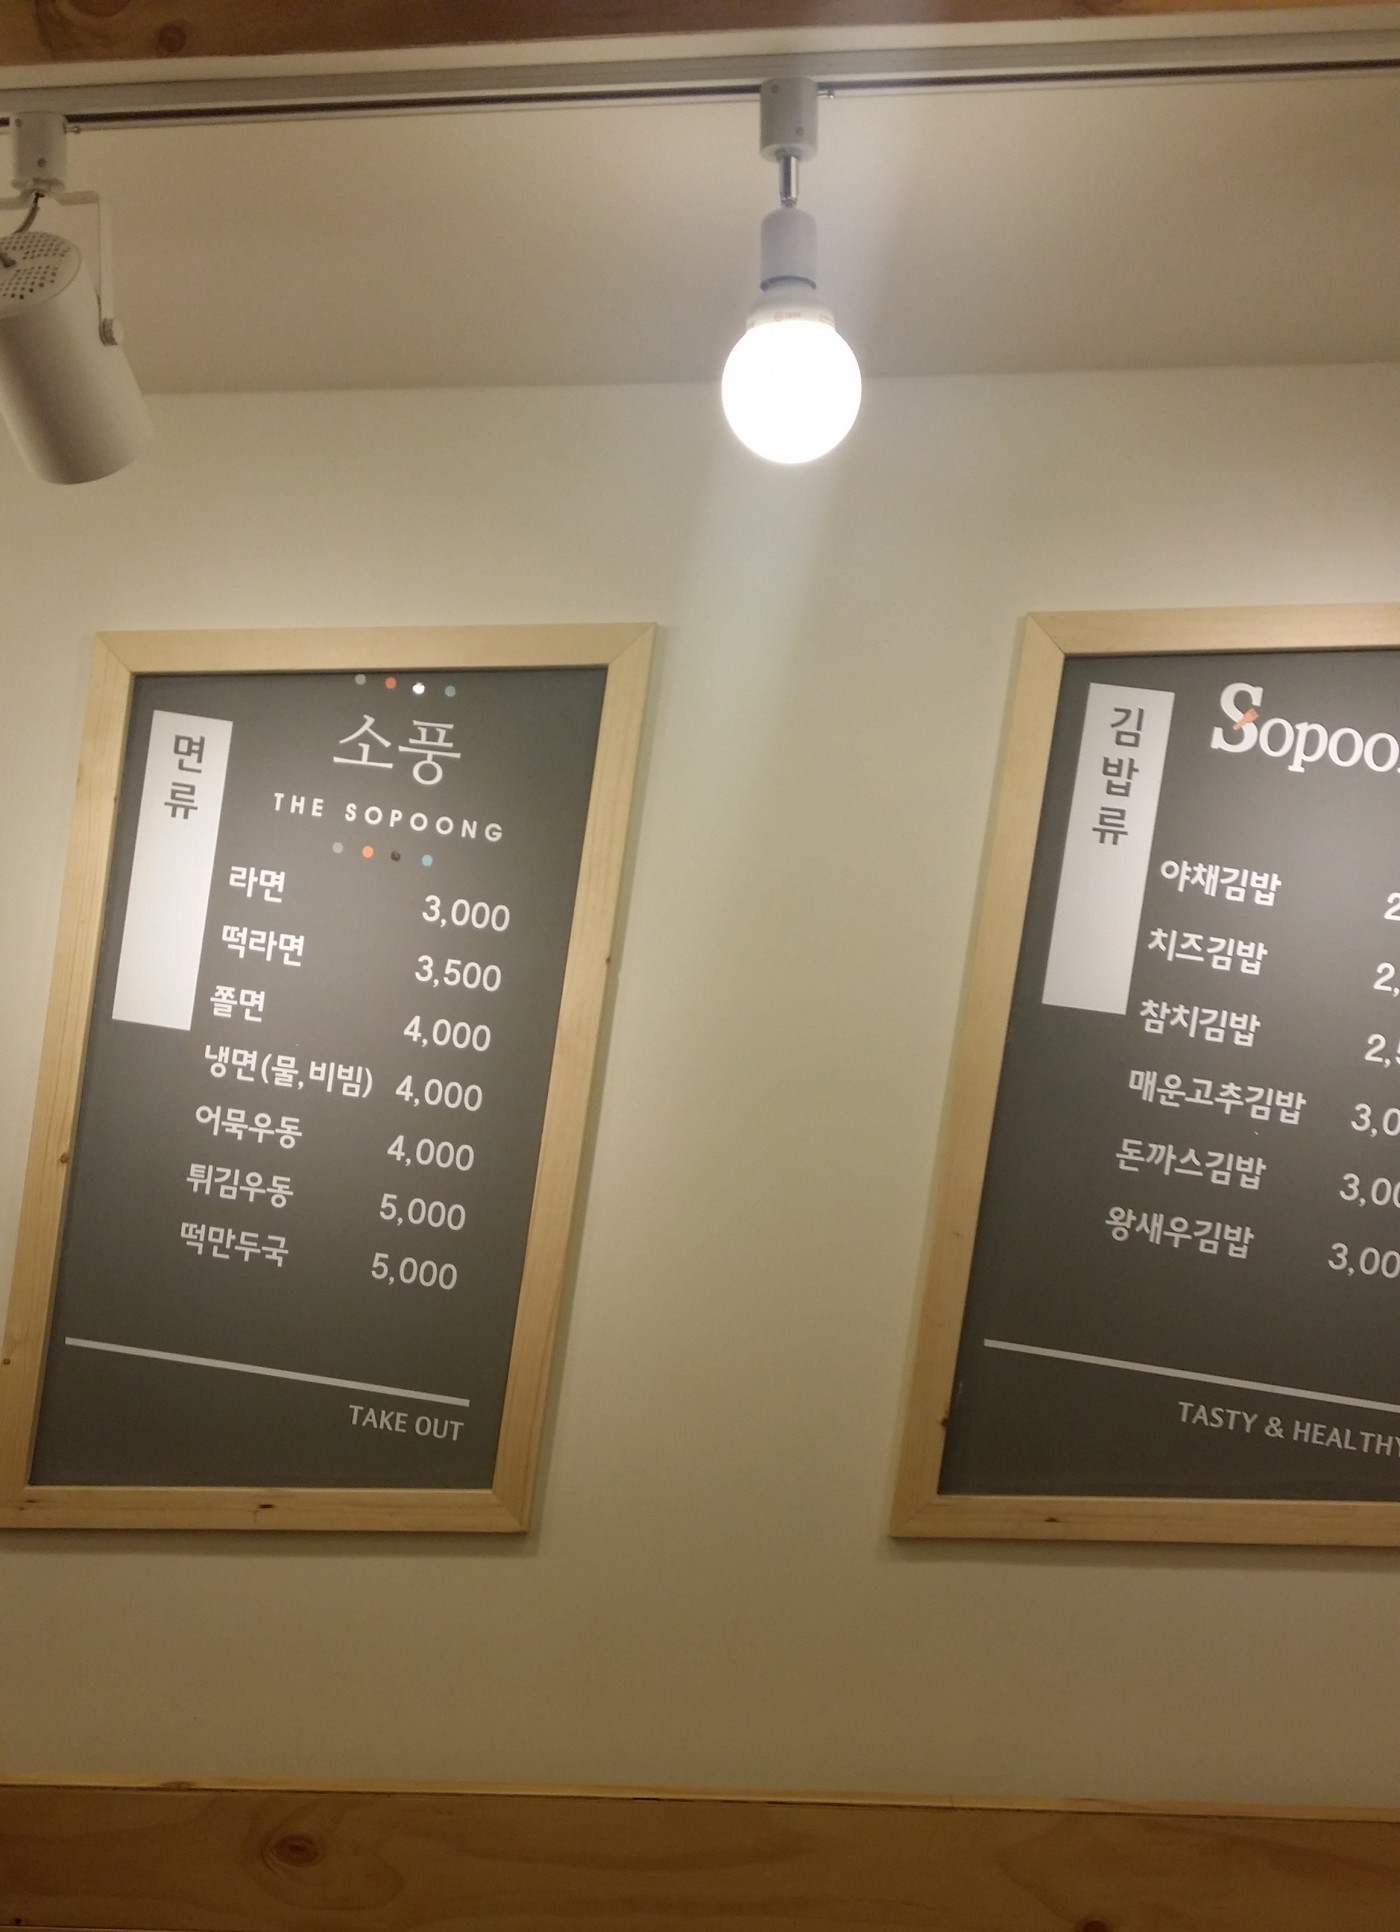 면류
소풍
THE SOPOONG
라면 3,000
떡라면 3,500
쫄면 4,000
냉면(물,비빔) 4,000
어묵우동 4,000
튀김우동 5,000
떡만두국 5,000
TAKE OUT
김밥류
야채김밥
치즈김밥
참치김밥
매운고추김밥
돈까스김밥
왕새우김밥
TASTY & HEALTHY